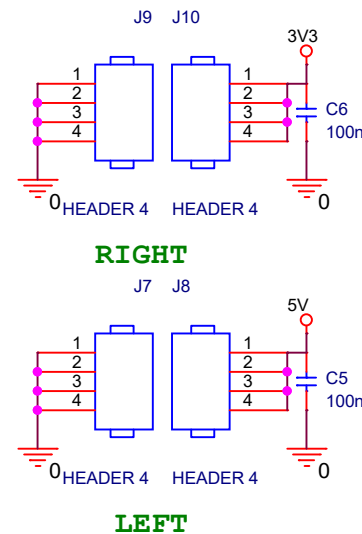 J9 J10
3V3
1 1
2 2
3 3
4 4
C6
100n
0 HEADER 4 HEADER 4 0
RIGHT
J7 J8
5V
1 1
2 2
3 3
4 4
C5
100n
0 HEADER 4 HEADER 4 0
LEFT